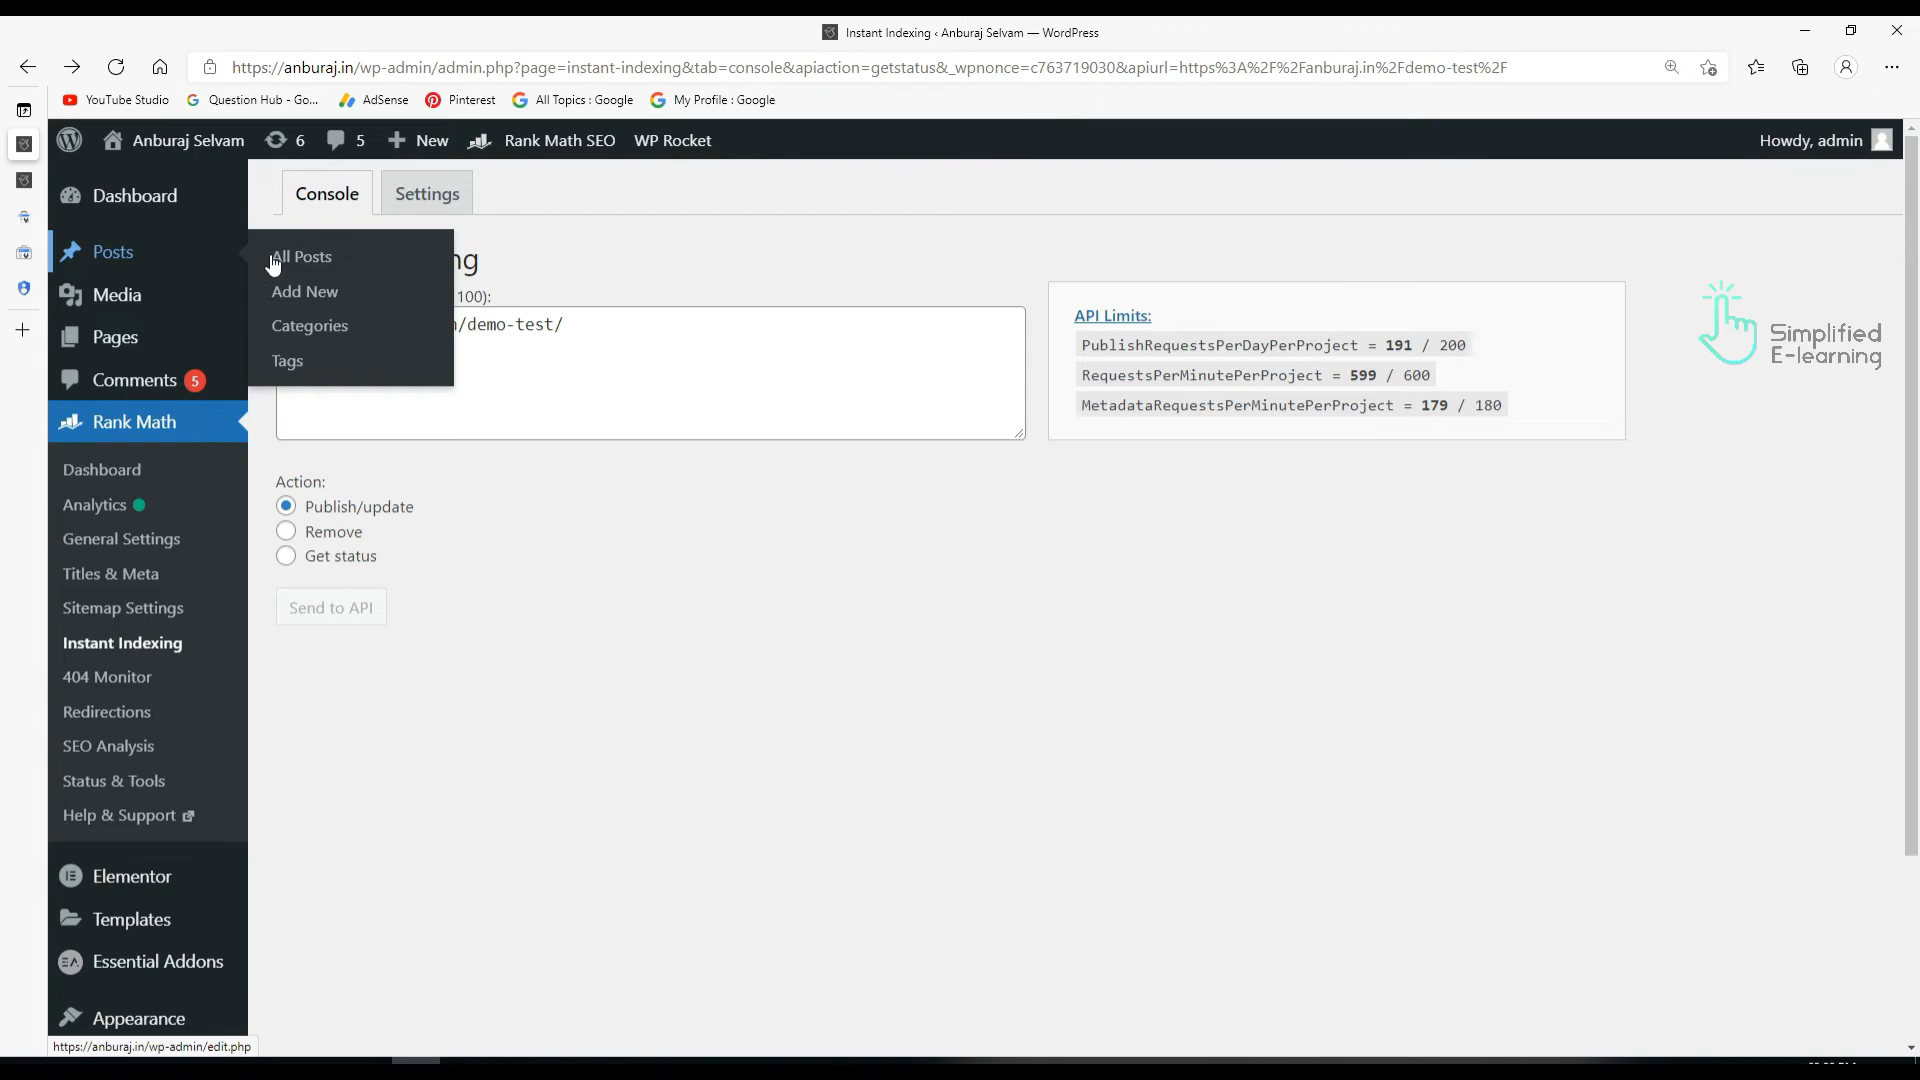 Instant Indexing ‹ Anburaj Selvam — WordPress
https://anburaj.in/wp-admin/admin.php?page=instant-indexing&tab=console&apiaction=getstatus&_wpnonce=c763719030&apiurl=https%3A%2F%2Fanburaj.in%2Fdemo-test%2F
YouTube Studio Question Hub - Go... AdSense Pinterest All Topics : Google My Profile : Google
Anburaj Selvam 6 5 New Rank Math SEO WP Rocket Howdy, admin
Dashboard
Posts
Media
Pages
Comments 5
Rank Math
Dashboard
Analytics
General Settings
Titles & Meta
Sitemap Settings
Instant Indexing
404 Monitor
Redirections
SEO Analysis
Status & Tools
Help & Support
Elementor
Templates
Essential Addons
Appearance
https://anburaj.in/wp-admin/edit.php
All Posts
Add New
Categories
Tags
Console Settings
ng
100):
/demo-test/
Action:
Publish/update
Remove
Get status
Send to API
API Limits:
PublishRequestsPerDayPerProject = 191 / 200
RequestsPerMinutePerProject = 599 / 600
MetadataRequestsPerMinutePerProject = 179 / 180
Simplified
E-learning